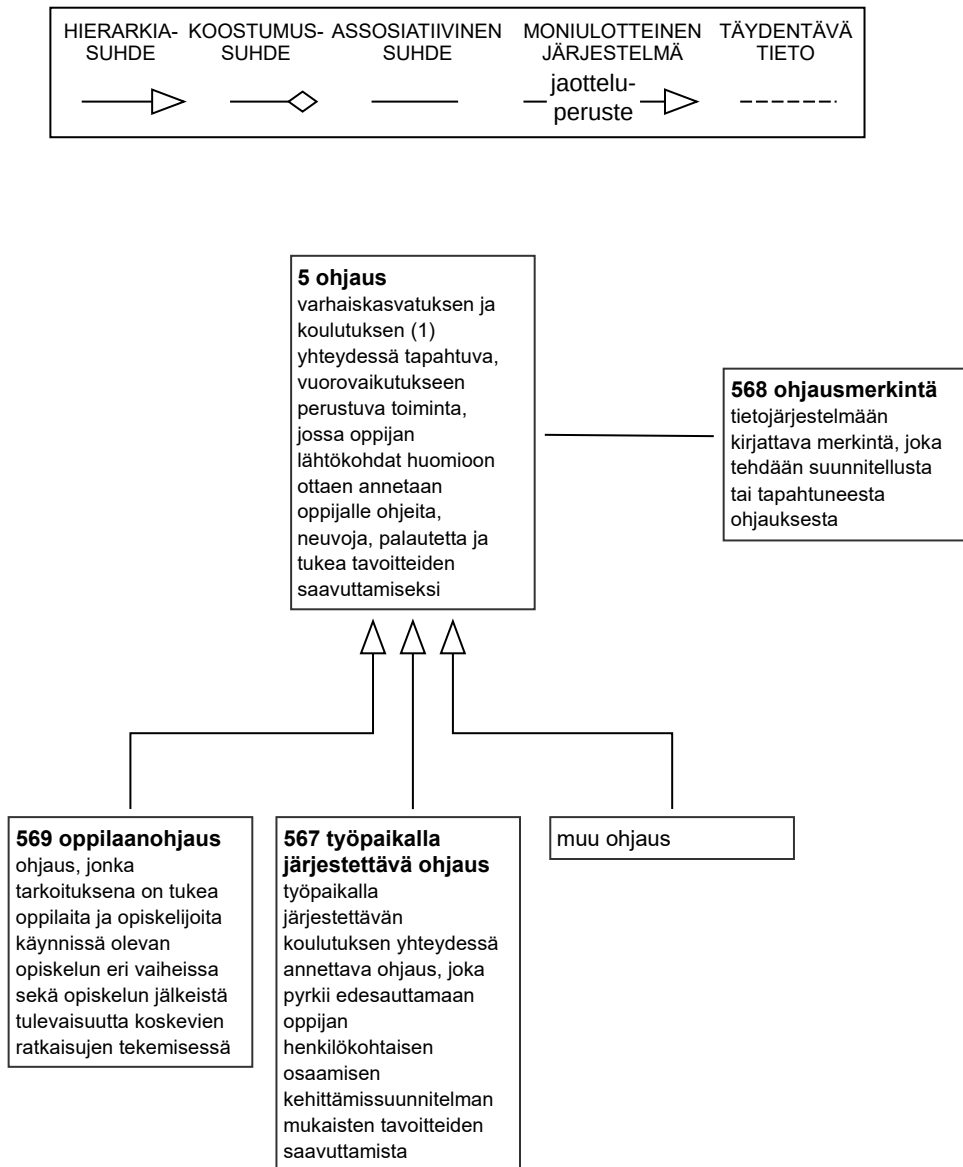 HIERARKIA-
SUHDE
KOOSTUMUS-
SUHDE
ASSOSIATIIVINEN
SUHDE
MONIULOTTEINEN
JÄRJESTELMÄ
TÄYDENTÄVÄ
TIETO
jaottelu-
peruste
5 ohjaus
varhaiskasvatuksen ja
koulutuksen (1)
yhteydessä tapahtuva,
vuorovaikutukseen
perustuva toiminta,
jossa oppijan
lähtökohdat huomioon
ottaen annetaan
oppijalle ohjeita,
neuvoja, palautetta ja
tukea tavoitteiden
saavuttamiseksi
568 ohjausmerkintä
tietojärjestelmään
kirjattava merkintä, joka
tehdään suunnitellusta
tai tapahtuneesta
ohjauksesta
569 oppilaanohjaus
ohjaus, jonka
tarkoituksena on tukea
oppilaita ja opiskelijoita
käynnissä olevan
opiskelun eri vaiheissa
sekä opiskelun jälkeistä
tulevaisuutta koskevien
ratkaisujen tekemisessä
567 työpaikalla
järjestettävä ohjaus
työpaikalla
järjestettävän
koulutuksen yhteydessä
annettava ohjaus, joka
pyrkii edesauttamaan
oppijan
henkilökohtaisen
osaamisen
kehittämissuunnitelman
mukaisten tavoitteiden
saavuttamista
muu ohjaus